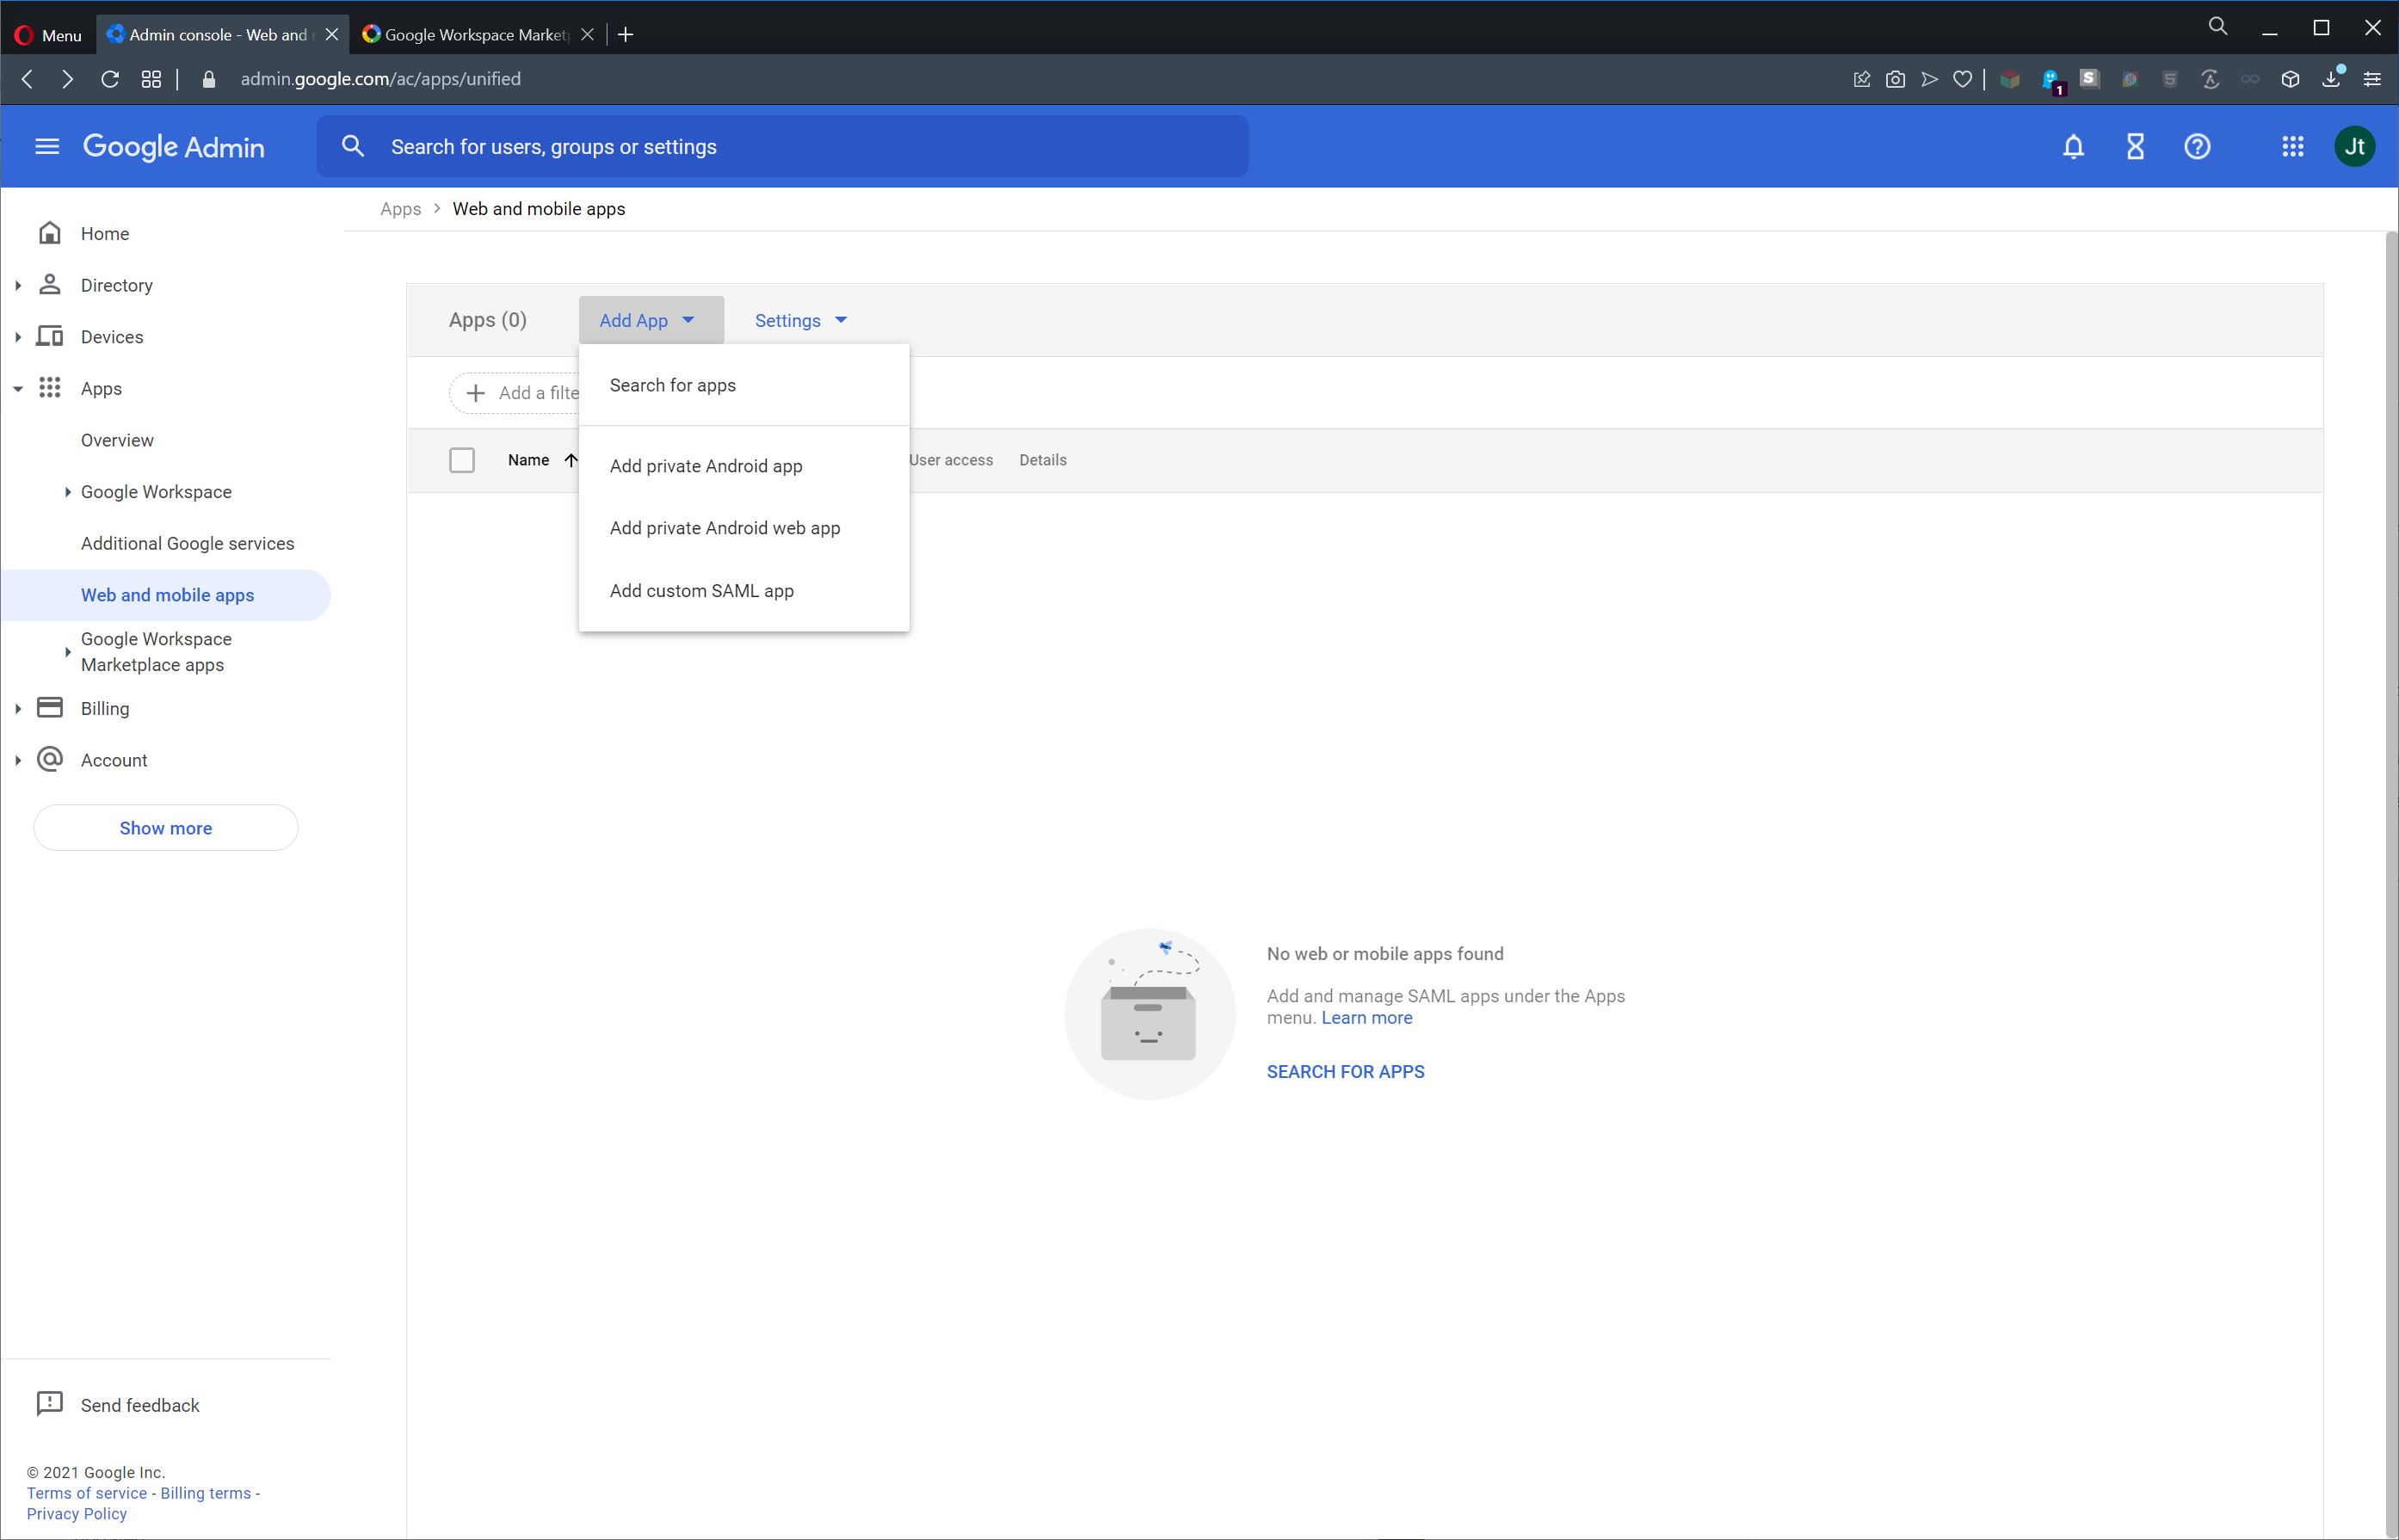 Menu
Admin console - Web and
Google Workspace Market
admin.google.com/ac/apps/unified
1
Google Admin
Search for users, groups or settings
Jt
Apps > Web and mobile apps
Home
Directory
Devices
Apps
Overview
Google Workspace
Additional Google services
Web and mobile apps
Google Workspace
Marketplace apps
Billing
Account
Show more
Apps (0)
Add App
Settings
Add a filte
Search for apps
Add private Android app
Add private Android web app
Add custom SAML app
Name
User access
Details
No web or mobile apps found
Add and manage SAML apps under the Apps
menu. Learn more
SEARCH FOR APPS
Send feedback
© 2021 Google Inc.
Terms of service - Billing terms -
Privacy Policy